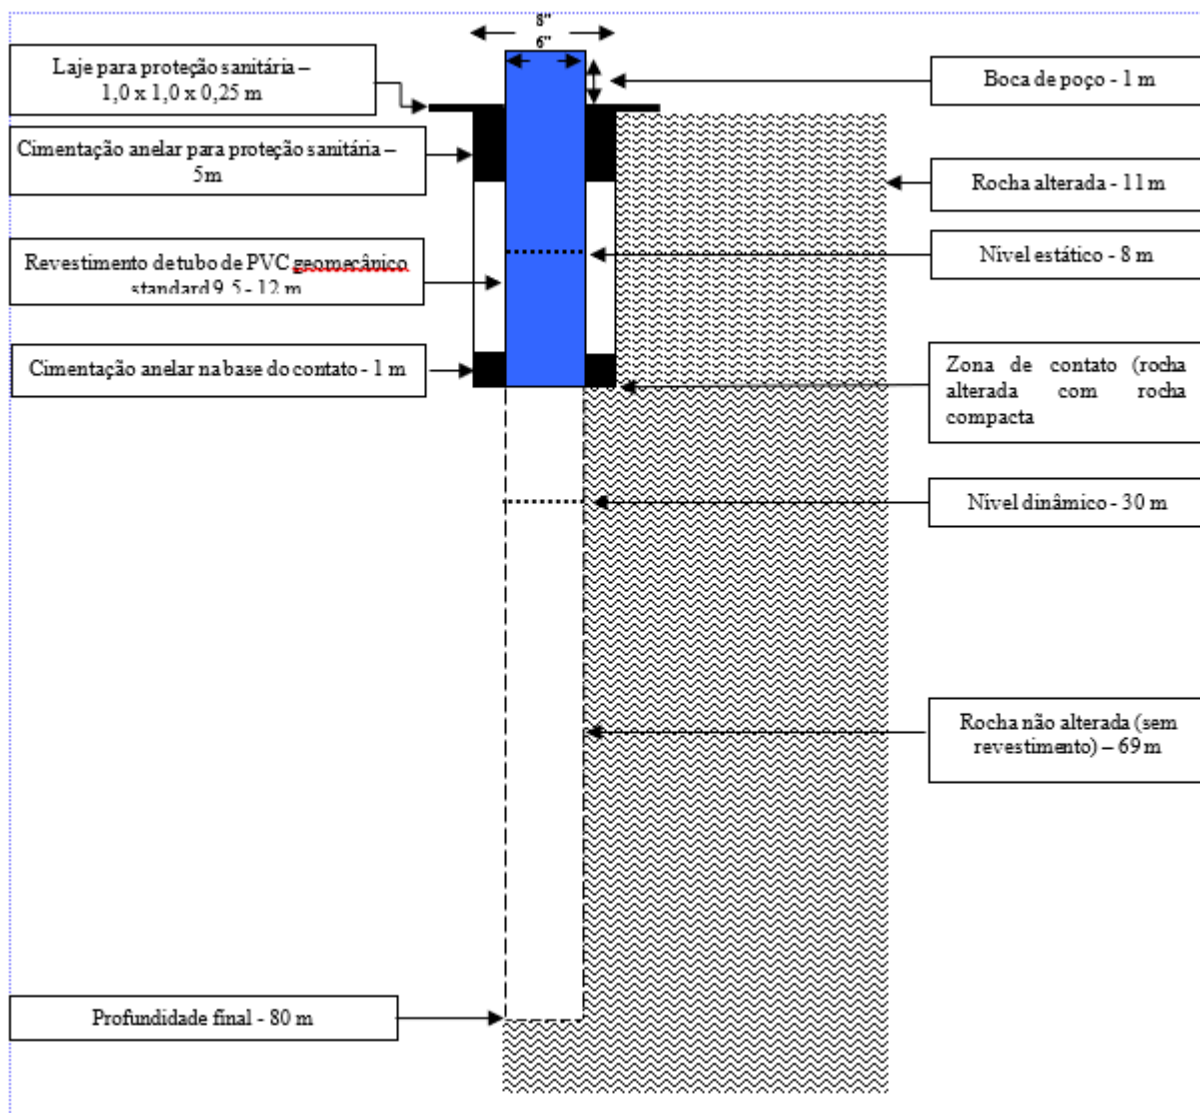 8"
6"
Laje para proteção sanitária –
1,0 x 1,0 x 0,25 m
Cimentação anelar para proteção sanitária –
5m
Revestimento de tubo de PVC geomecânico
standard 9,5 - 12 m
Cimentação anelar na base do contato - 1 m
Profundidade final - 80 m
Boca de poço - 1 m
Rocha alterada - 11 m
Nivel estático - 8 m
Zona de contato (rocha
alterada com rocha
compacta
Nivel dinâmico - 30 m
Rocha não alterada (sem
revestimento) – 69 m